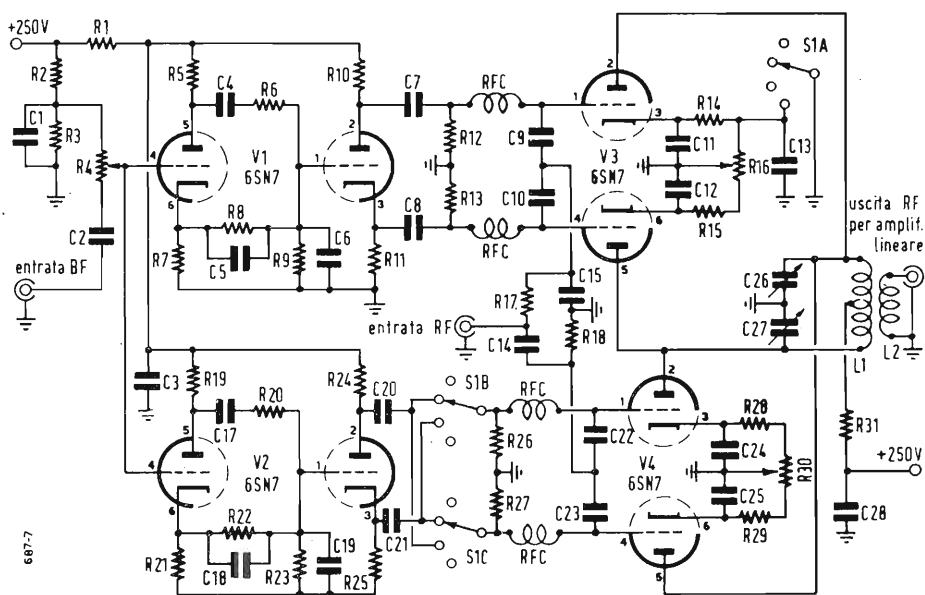 +250V
R1
R2
R5
C4
R6
R10
C7
RFC
2
S1A
C1
R3
R4
5
4
V1
6SN7
6
1
2
3
R12
R13
C9
C10
1
3
V3
6SN7
4
6
5
R14
C11
C12
R15
R16
C13
C2
R7
R8
C5
R9
C6
R11
C8
RFC
entrata BF
uscita RF
per amplif.
lineare
C26
C27
L1
L2
entrata RF
R17
C14
C15
R18
C3
R19
C17
R20
R24
C20
S1B
RFC
2
1
3
R28
R31
+250V
5
4
V2
6SN7
6
1
2
3
R26
R27
C22
C23
V4
6SN7
4
6
5
C24
C25
R29
R30
C28
R21
R22
C18
R23
C19
R25
C21
S1C
RFC
687-7